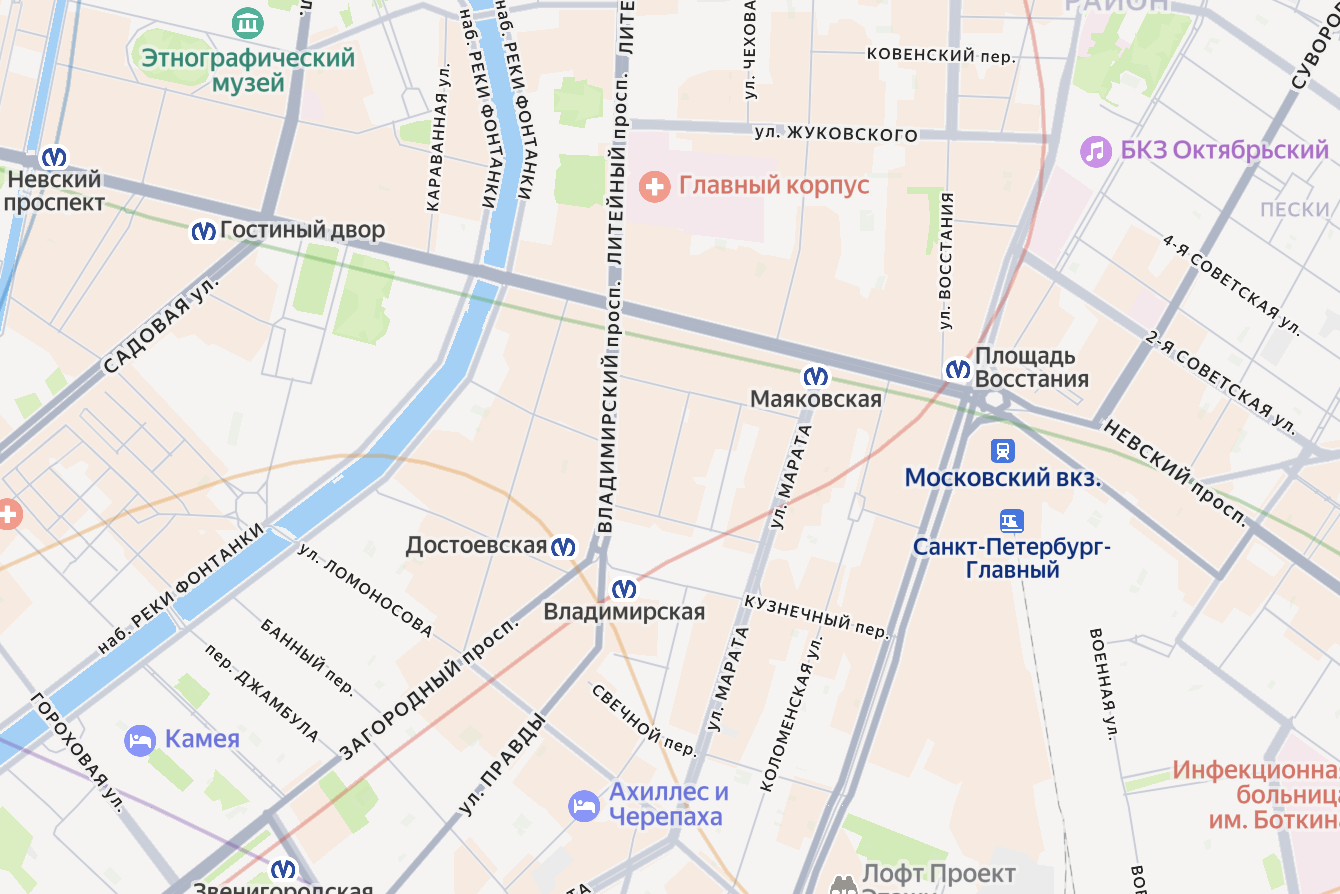 РАЙОН
Этнографический
музей
наб. РЕКИ ФОНТАНКИ
наб. РЕКИ ФОНТАНКИ
КАРАВАННАЯ ул.
ЛИТЕЙНЫЙ просп.
ул. ЧЕХОВА
КОВЕНСКИЙ пер.
ул. ЖУКОВСКОГО
БКЗ Октябрьский
Невский
проспект
Главный корпус
ПЕСКИ
Гостиный двор
ул. ВОССТАНИЯ
4-Я СОВЕТСКАЯ ул.
САДОВАЯ ул.
2-Я СОВЕТСКАЯ ул.
Площадь
Восстания
Маяковская
ВЛАДИМИРСКИЙ просп.
ул. МАРАТА
НЕВСКИЙ просп.
Московский вкз.
Достоевская
Санкт-Петербург-
Главный
наб. РЕКИ ФОНТАНКИ
ул. ЛОМОНОСОВА
Владимирская
КУЗНЕЧНЫЙ пер.
БАННЫЙ пер.
пер. ДЖАМБУЛА
ЗАГОРОДНЫЙ просп.
ул. МАРАТА
КОЛОМЕНСКАЯ ул.
ВОЕННАЯ ул.
СВЕЧНОЙ пер.
ГОРОХОВАЯ ул.
Камея
ул. ПРАВДЫ
Ахиллес и
Черепаха
Инфекционная
больница
им. Боткина
Звенигородская
Лофт Проект